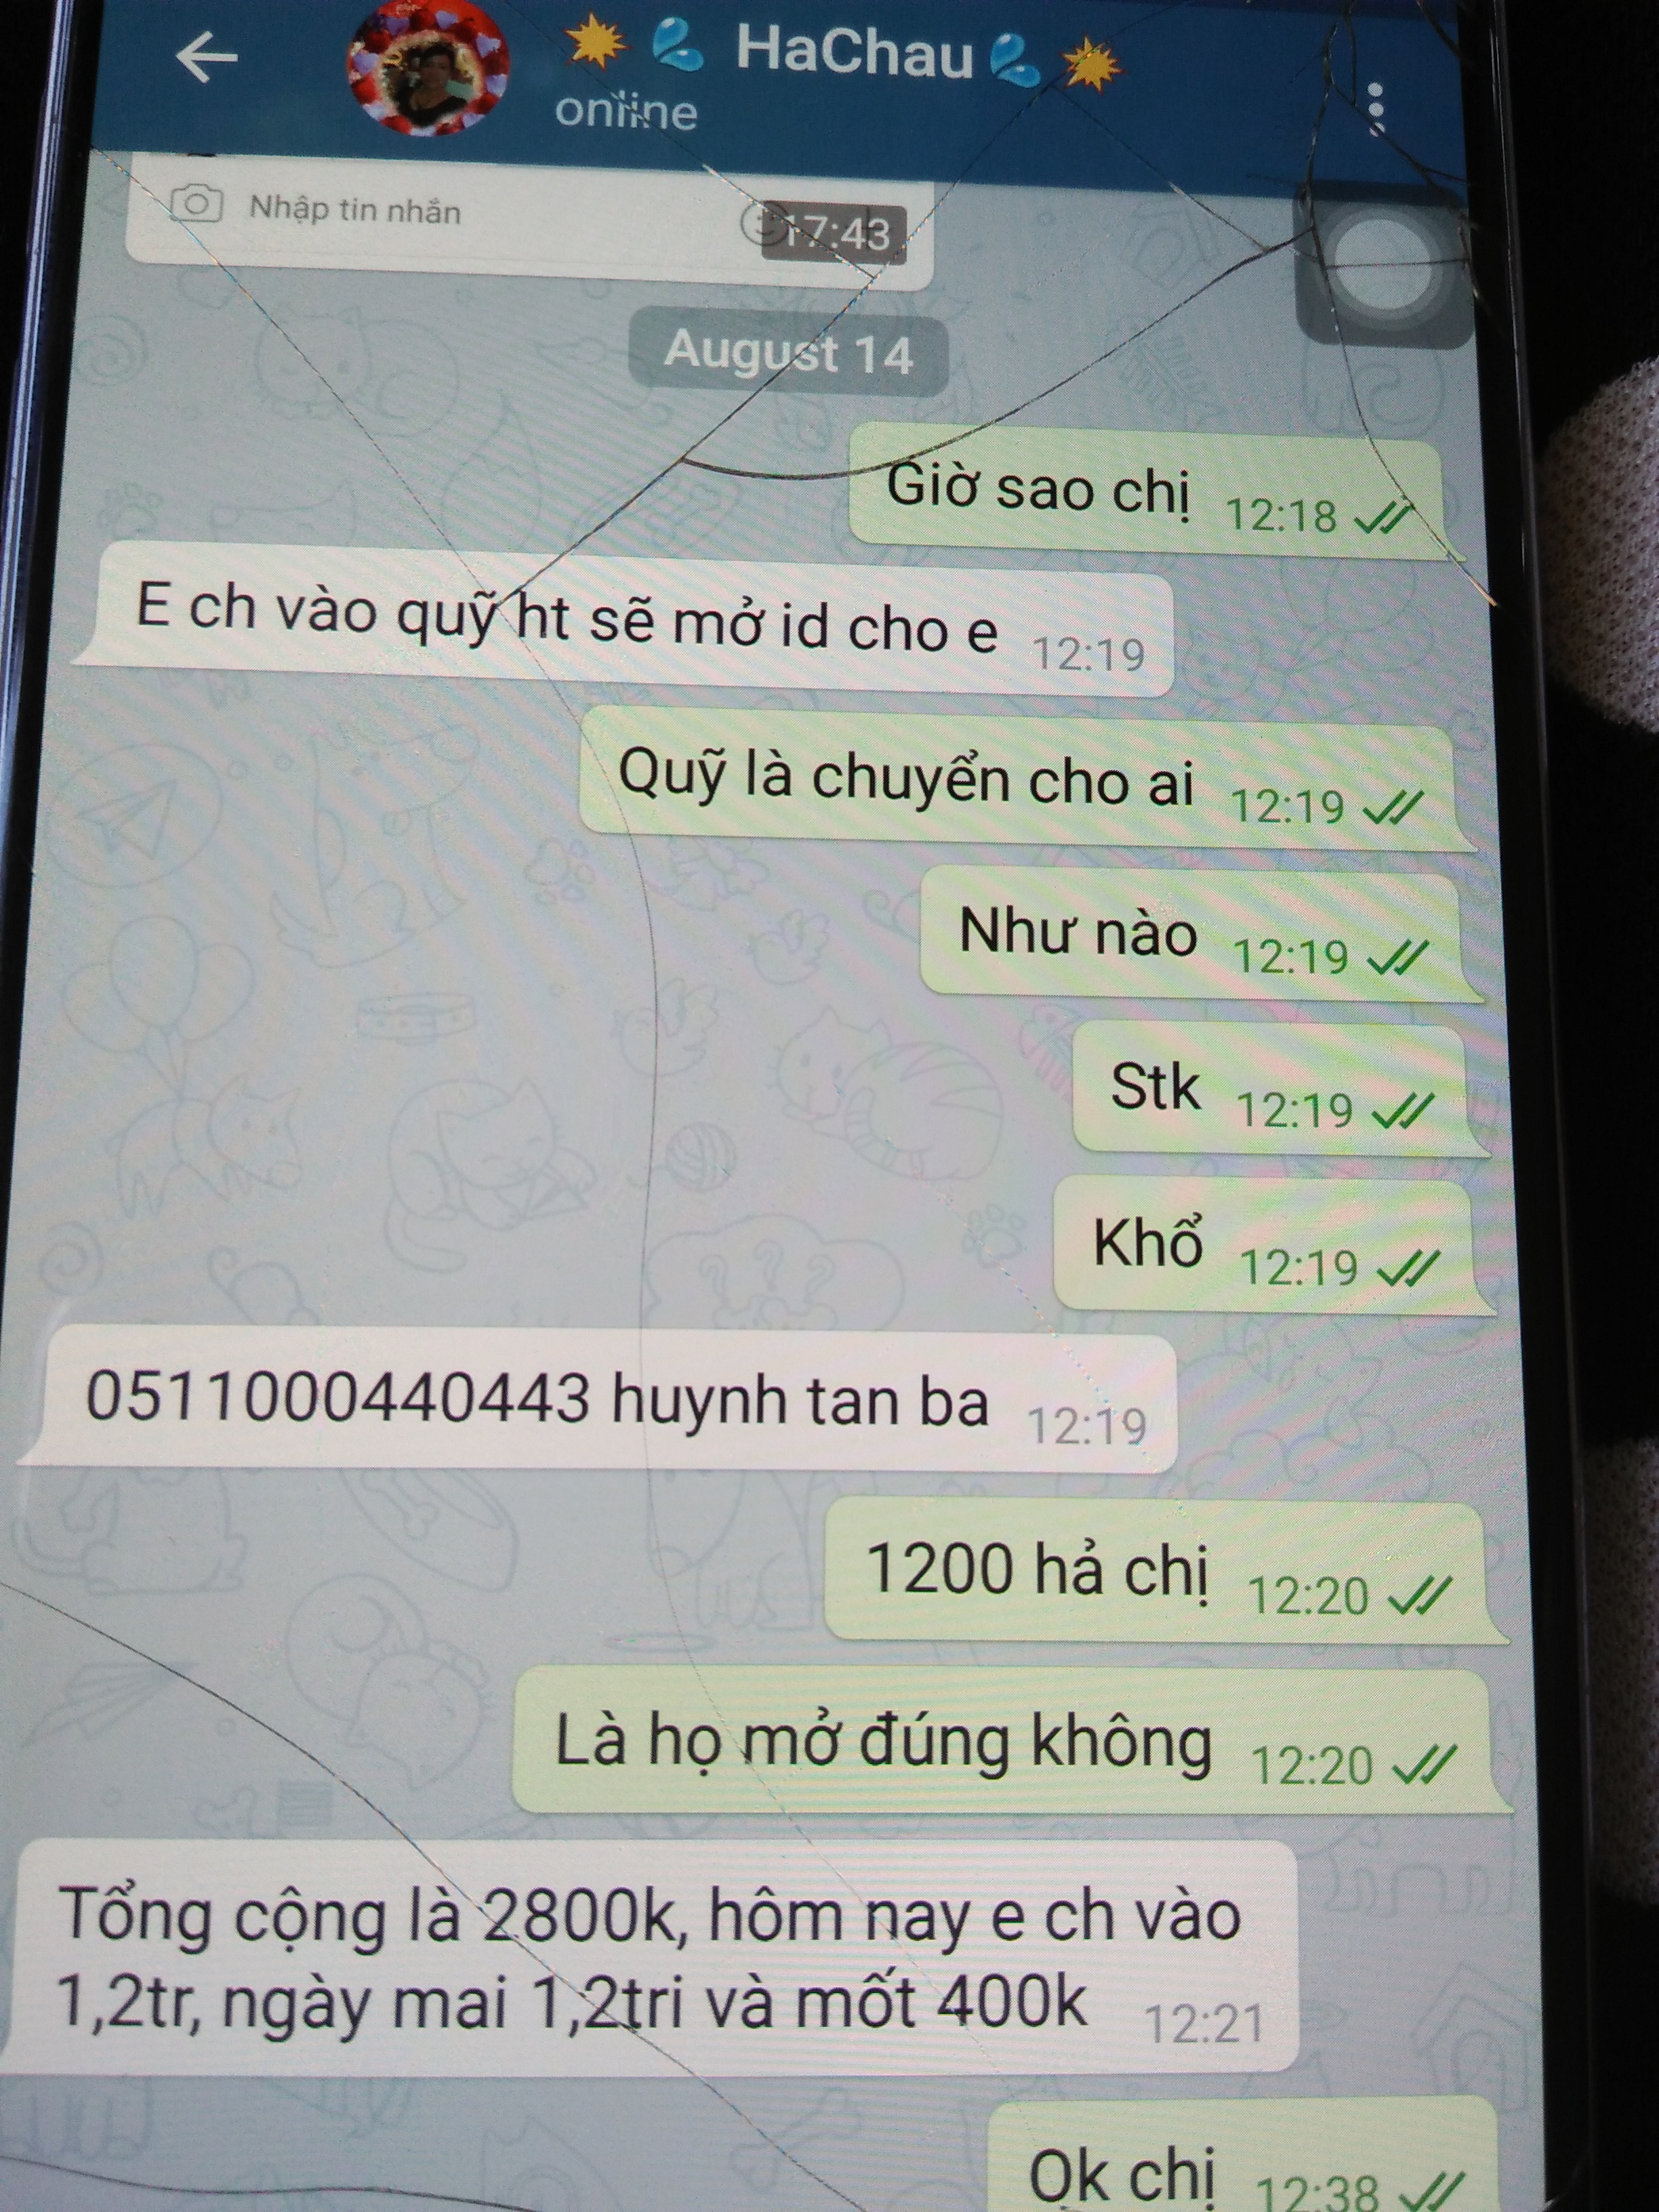 HaChau
online
Nhập tin nhắn
17:43
August 14
Giờ sao chị 12:18
E ch vào quỹ ht sẽ mở id cho e 12:19
Quỹ là chuyển cho ai 12:19
Như nào 12:19
Stk 12:19
Khổ 12:19
0511000440443 huynh tan ba 12:19
1200 hả chị 12:20
Là họ mở đúng không 12:20
Tổng cộng là 2800k, hôm nay e ch vào
1,2tr, ngày mai 1,2tri và mốt 400k 12:21
Ok chị 12:38